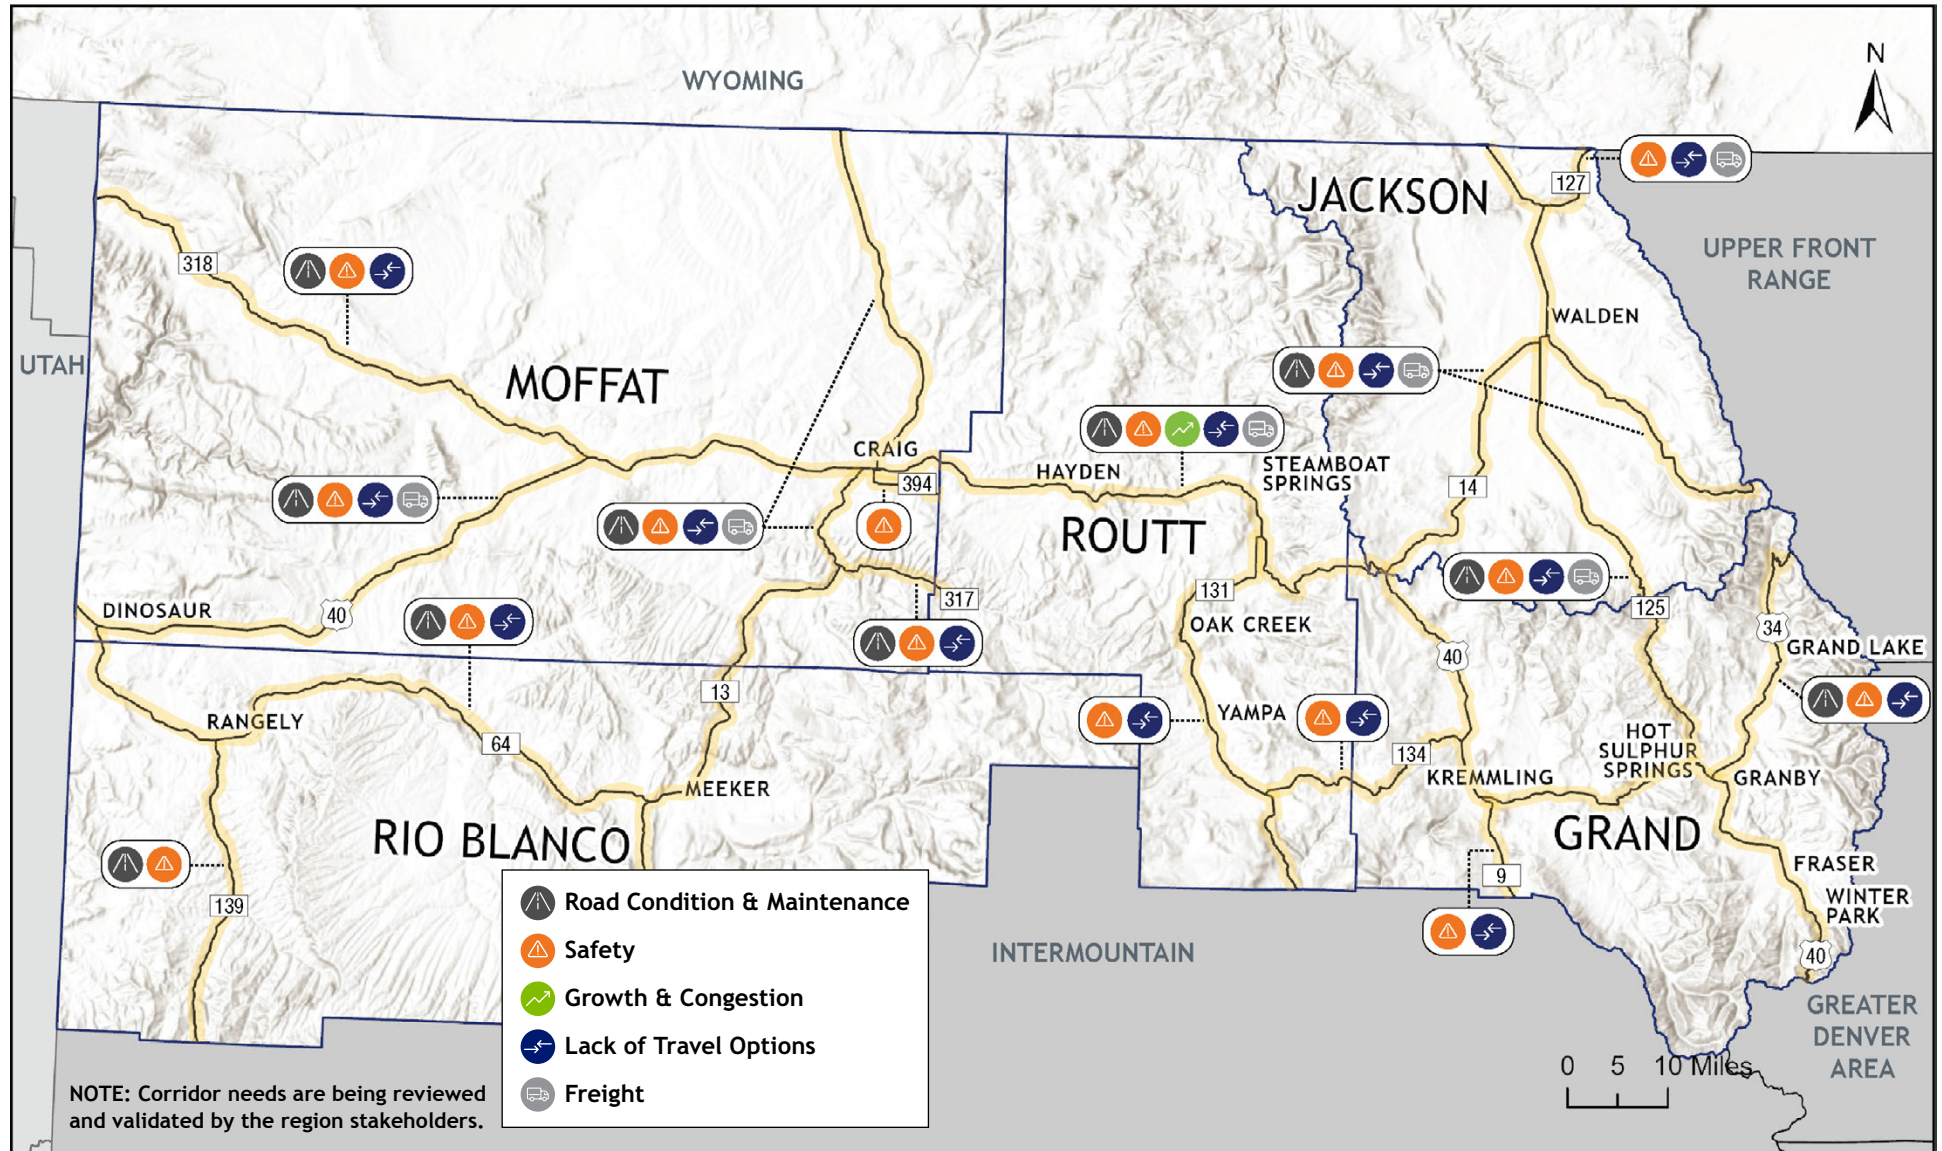 N
WYOMING
JACKSON
127
UPPER FRONT
RANGE
318
WALDEN
UTAH
MOFFAT
CRAIG
394
HAYDEN
STEAMBOAT
SPRINGS
14
ROUTT
DINOSAUR
40
317
131
OAK CREEK
125
34
GRAND LAKE
40
13
RANGELY
64
YAMPA
134
HOT
SULPHUR
SPRINGS
KREMMLING
GRANBY
MEEKER
RIO BLANCO
GRAND
139
9
FRASER
WINTER
PARK
40
INTERMOUNTAIN
GREATER
DENVER
AREA
Road Condition & Maintenance
Safety
Growth & Congestion
Lack of Travel Options
Freight
0 5 10 Miles
NOTE: Corridor needs are being reviewed
and validated by the region stakeholders.